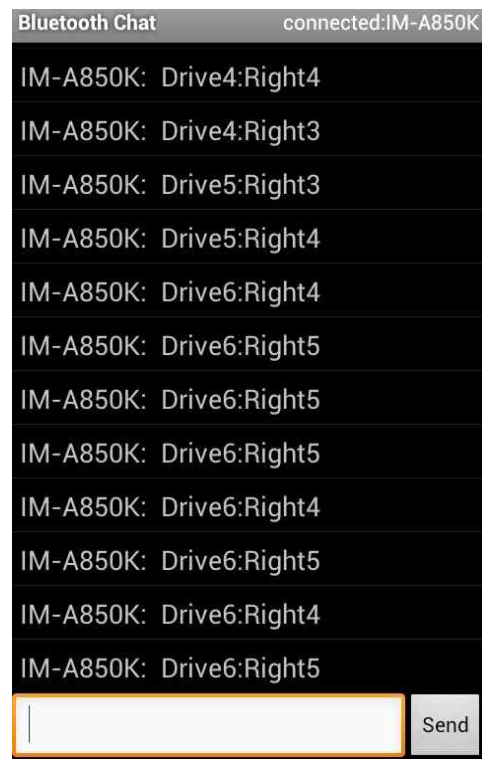 Bluetooth Chat connected:IM-A850K
IM-A850K: Drive4:Right4
IM-A850K: Drive4:Right3
IM-A850K: Drive5:Right3
IM-A850K: Drive5:Right4
IM-A850K: Drive6:Right4
IM-A850K: Drive6:Right5
IM-A850K: Drive6:Right5
IM-A850K: Drive6:Right5
IM-A850K: Drive6:Right4
IM-A850K: Drive6:Right5
IM-A850K: Drive6:Right4
IM-A850K: Drive6:Right5
Send